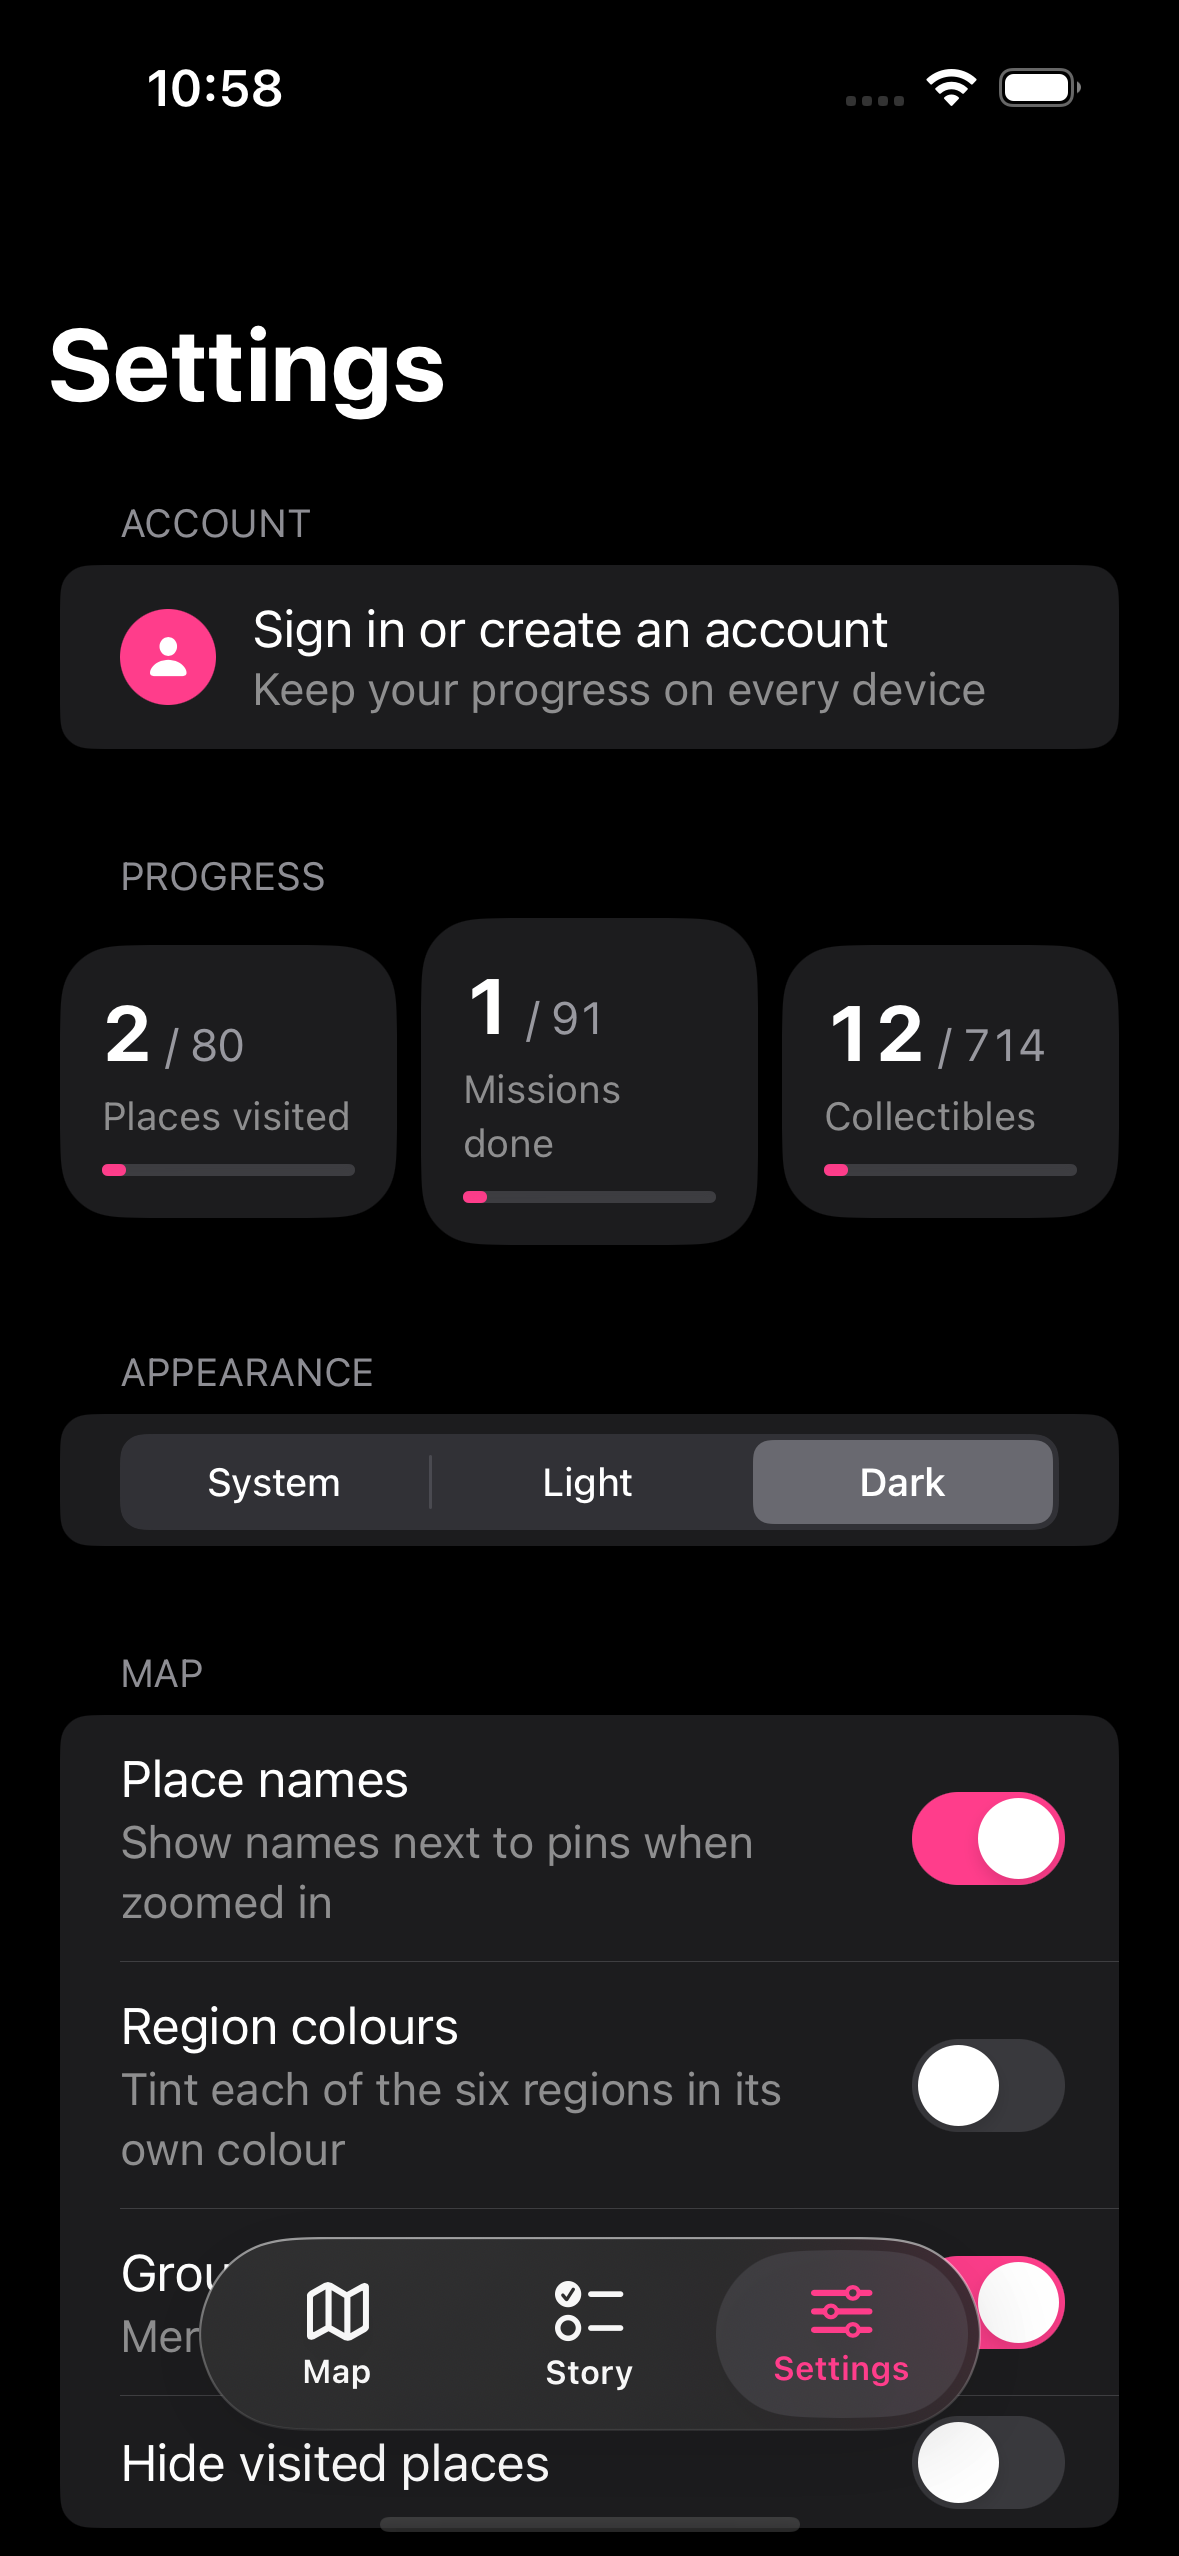 10:58
Settings
ACCOUNT
Sign in or create an account
Keep your progress on every device
PROGRESS
2 / 80
Places visited
1 / 91
Missions
done
12 / 714
Collectibles
APPEARANCE
System
Light
Dark
MAP
Place names
Show names next to pins when
zoomed in
Region colours
Tint each of the six regions in its
own colour
Hide visited places
Map
Story
Settings